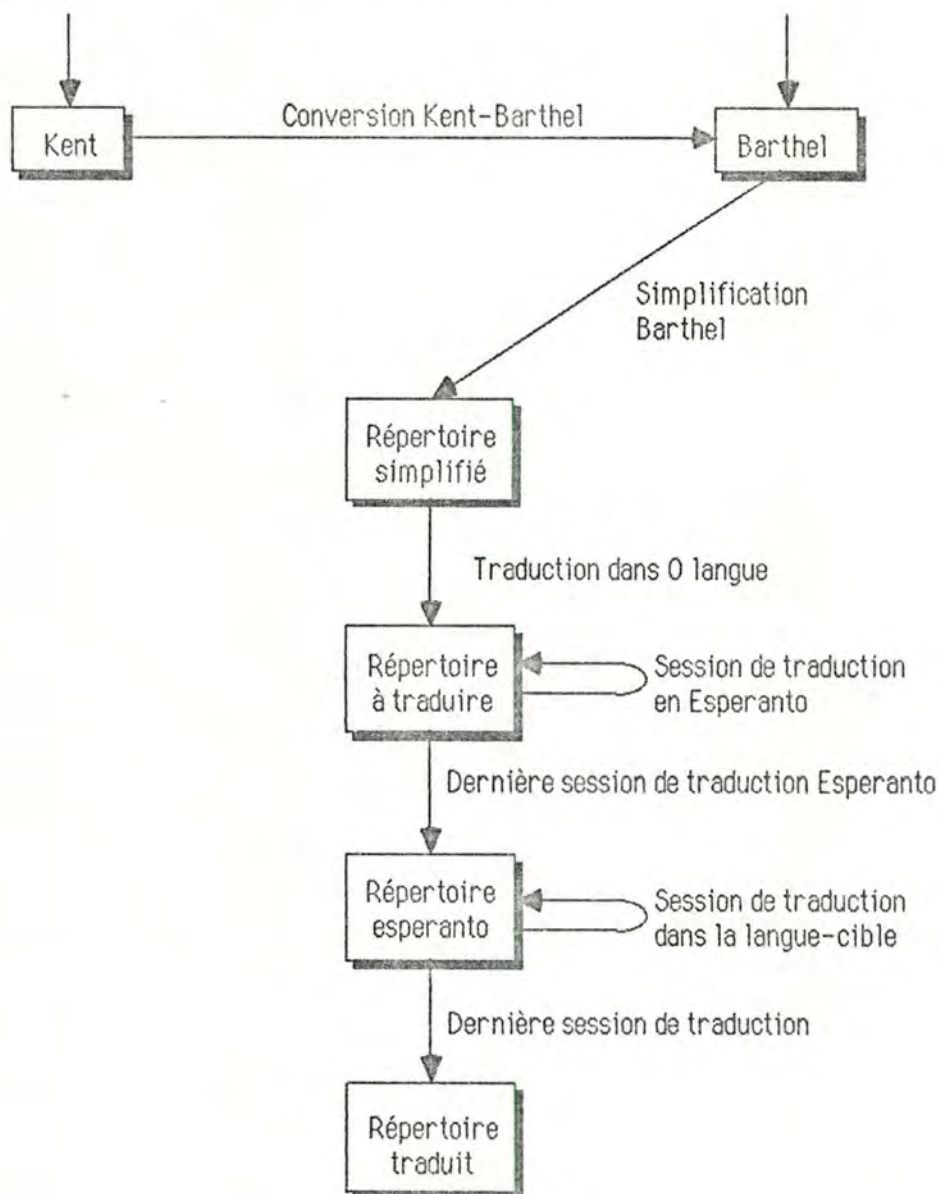 Conversion Kent-Barthel
Kent
Barthel
Simplification
Barthel
Répertoire
simplifié
Traduction dans 0 langue
Répertoire
à traduire
Session de traduction
en Esperanto
Dernière session de traduction Esperanto
Répertoire
esperanto
Session de traduction
dans la langue-cible
Dernière session de traduction
Répertoire
traduit